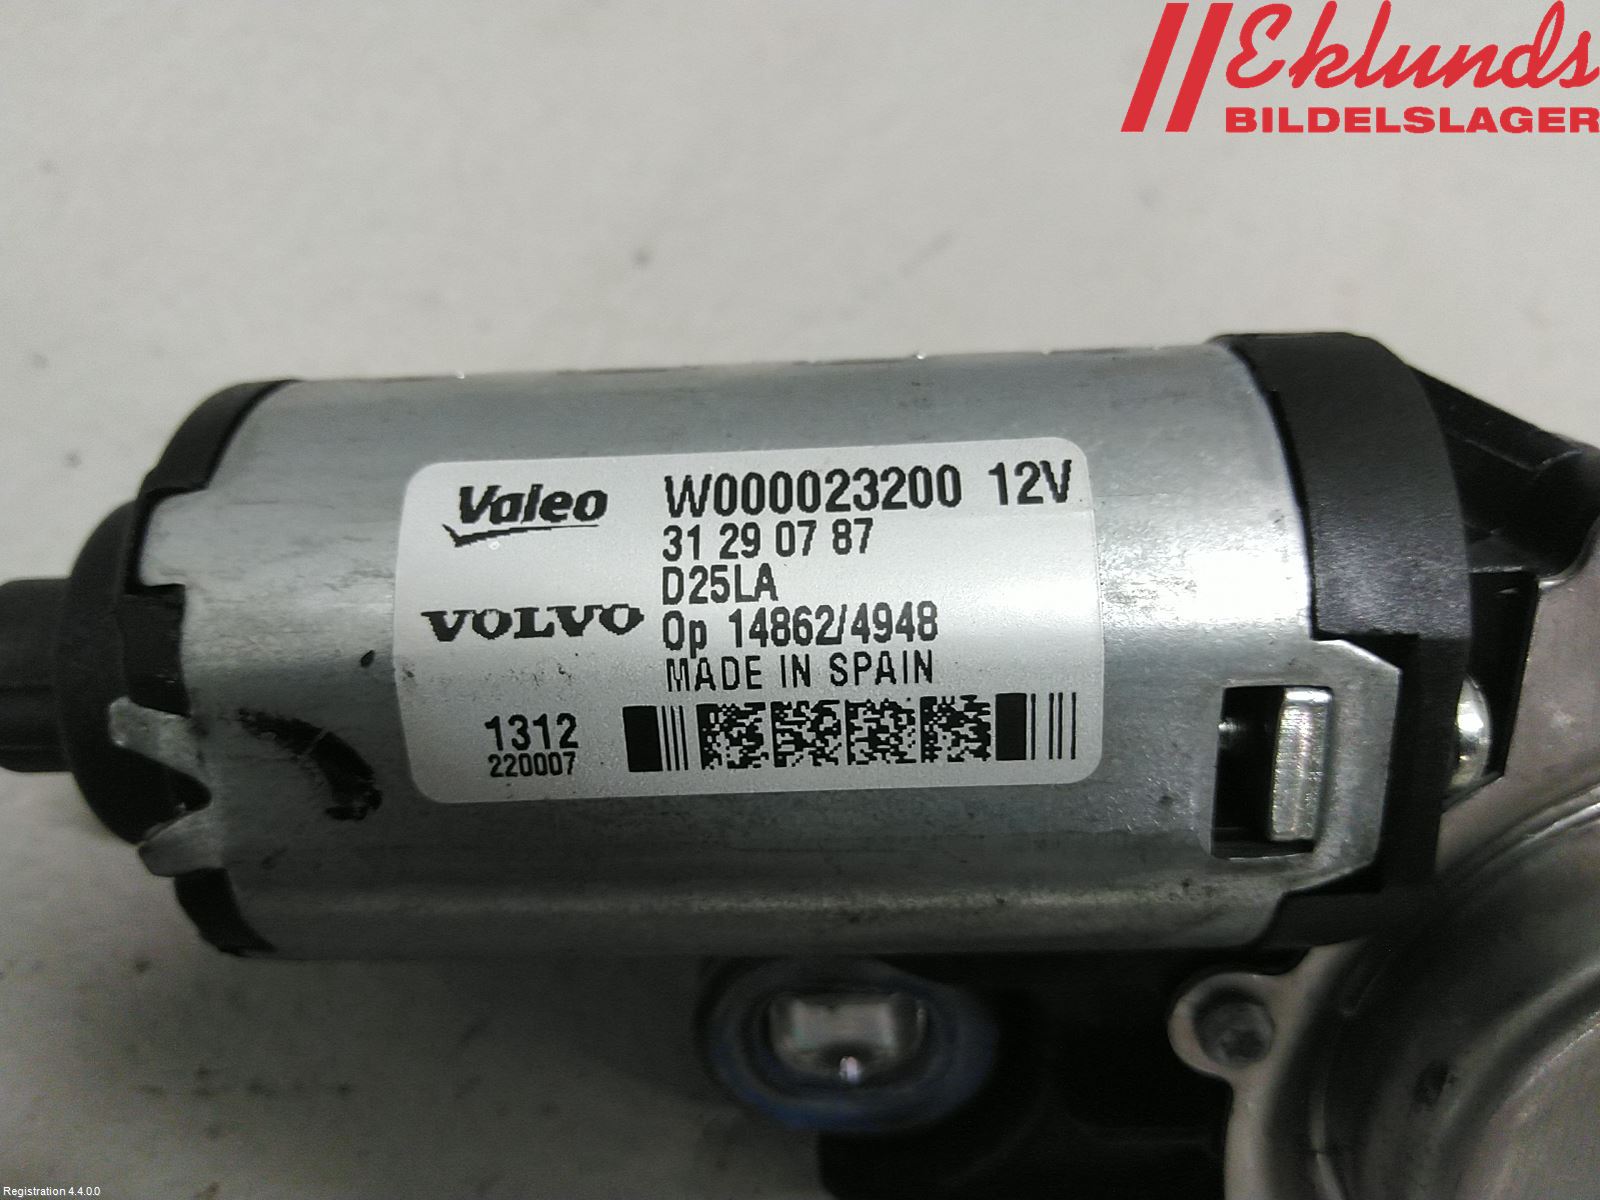 Eklunds
BILDELSLAGER
Valeo
W000023200 12V
31 29 07 87
D25LA
VOLVO
Op 14862/4948
MADE IN SPAIN
1312
220007
Registration 4.4.0.0